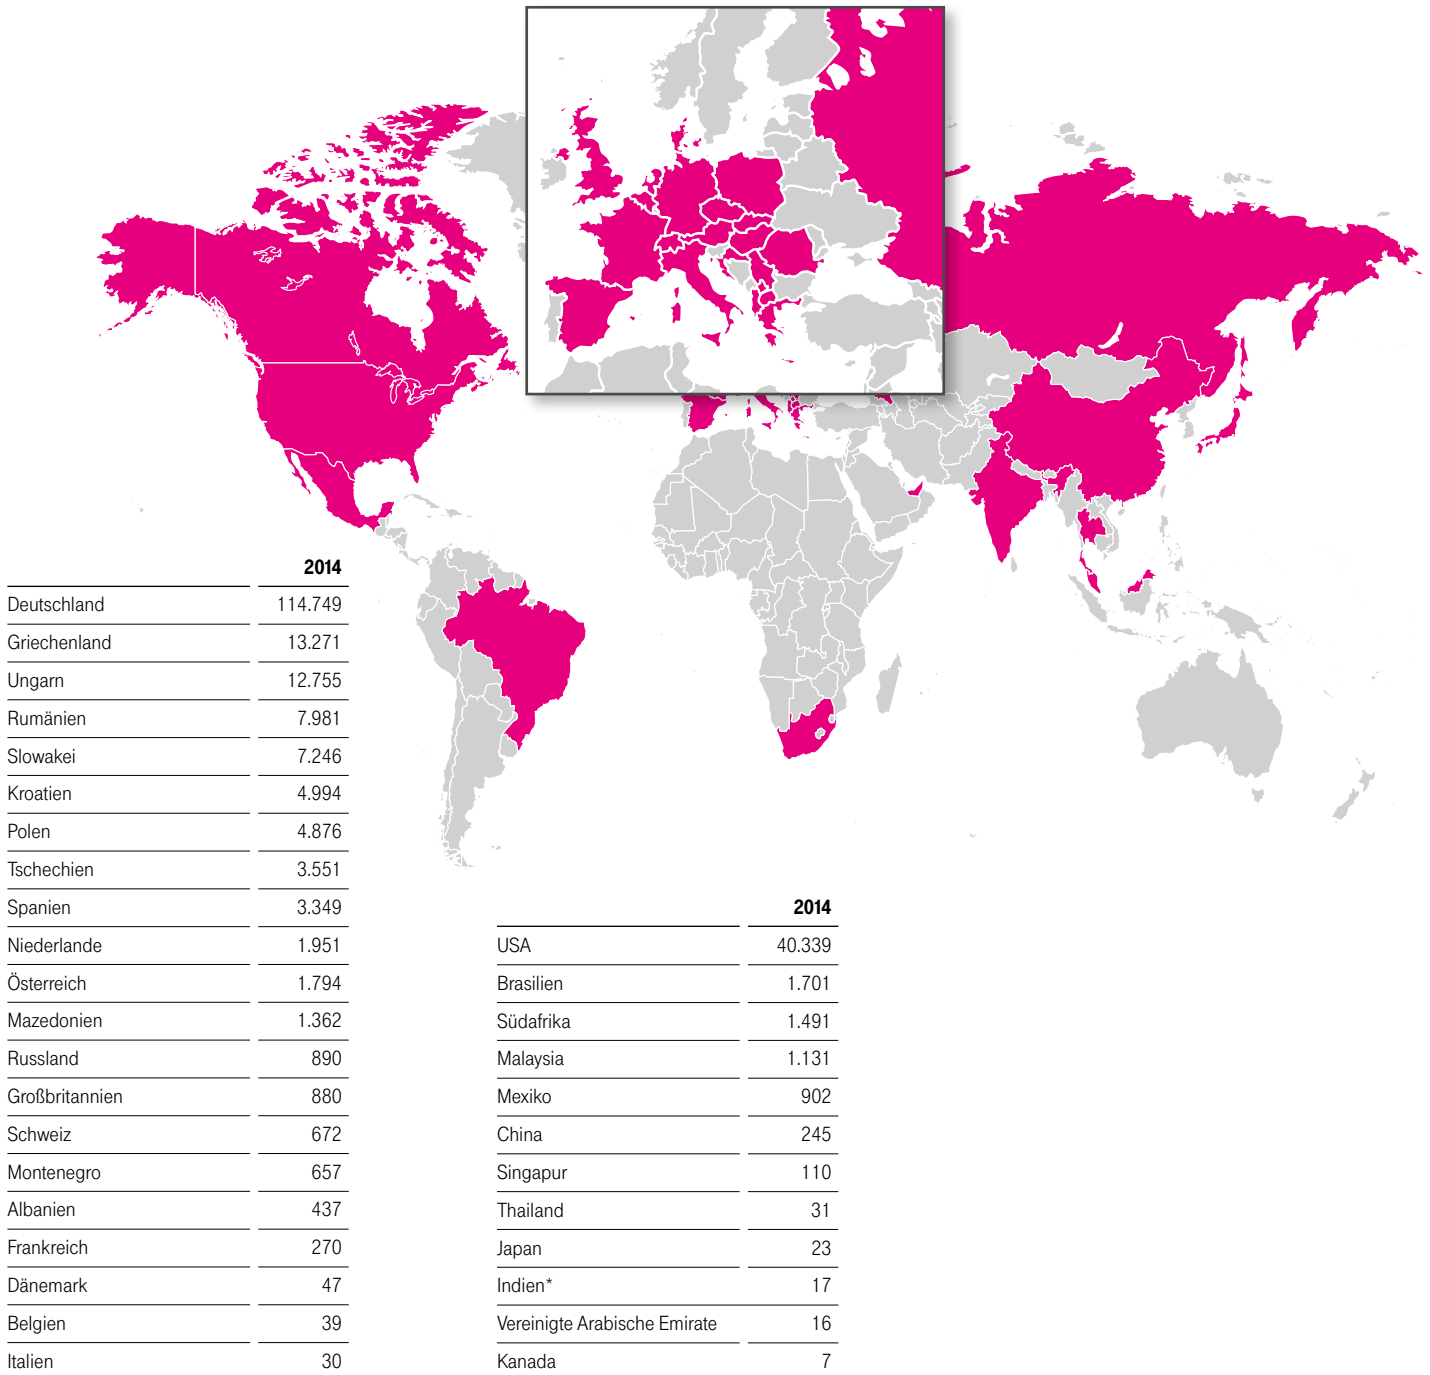 2014
Deutschland 114.749
Griechenland 13.271
Ungarn 12.755
Rumänien 7.981
Slowakei 7.246
Kroatien 4.994
Polen 4.876
Tschechien 3.551
Spanien 3.349
Niederlande 1.951
Österreich 1.794
Mazedonien 1.362
Russland 890
Großbritannien 880
Schweiz 672
Montenegro 657
Albanien 437
Frankreich 270
Dänemark 47
Belgien 39
Italien 30
2014
USA 40.339
Brasilien 1.701
Südafrika 1.491
Malaysia 1.131
Mexiko 902
China 245
Singapur 110
Thailand 31
Japan 23
Indien* 17
Vereinigte Arabische Emirate 16
Kanada 7